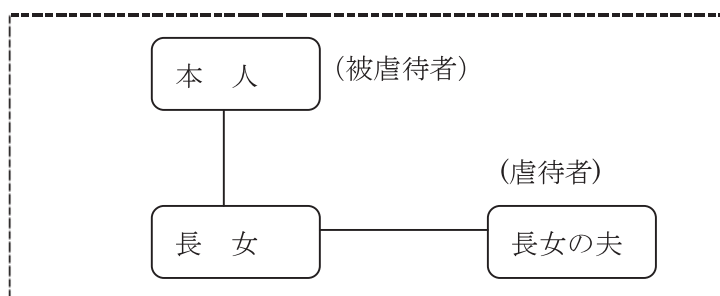 本　人
（被虐待者）
(虐待者)
長　女
長女の夫